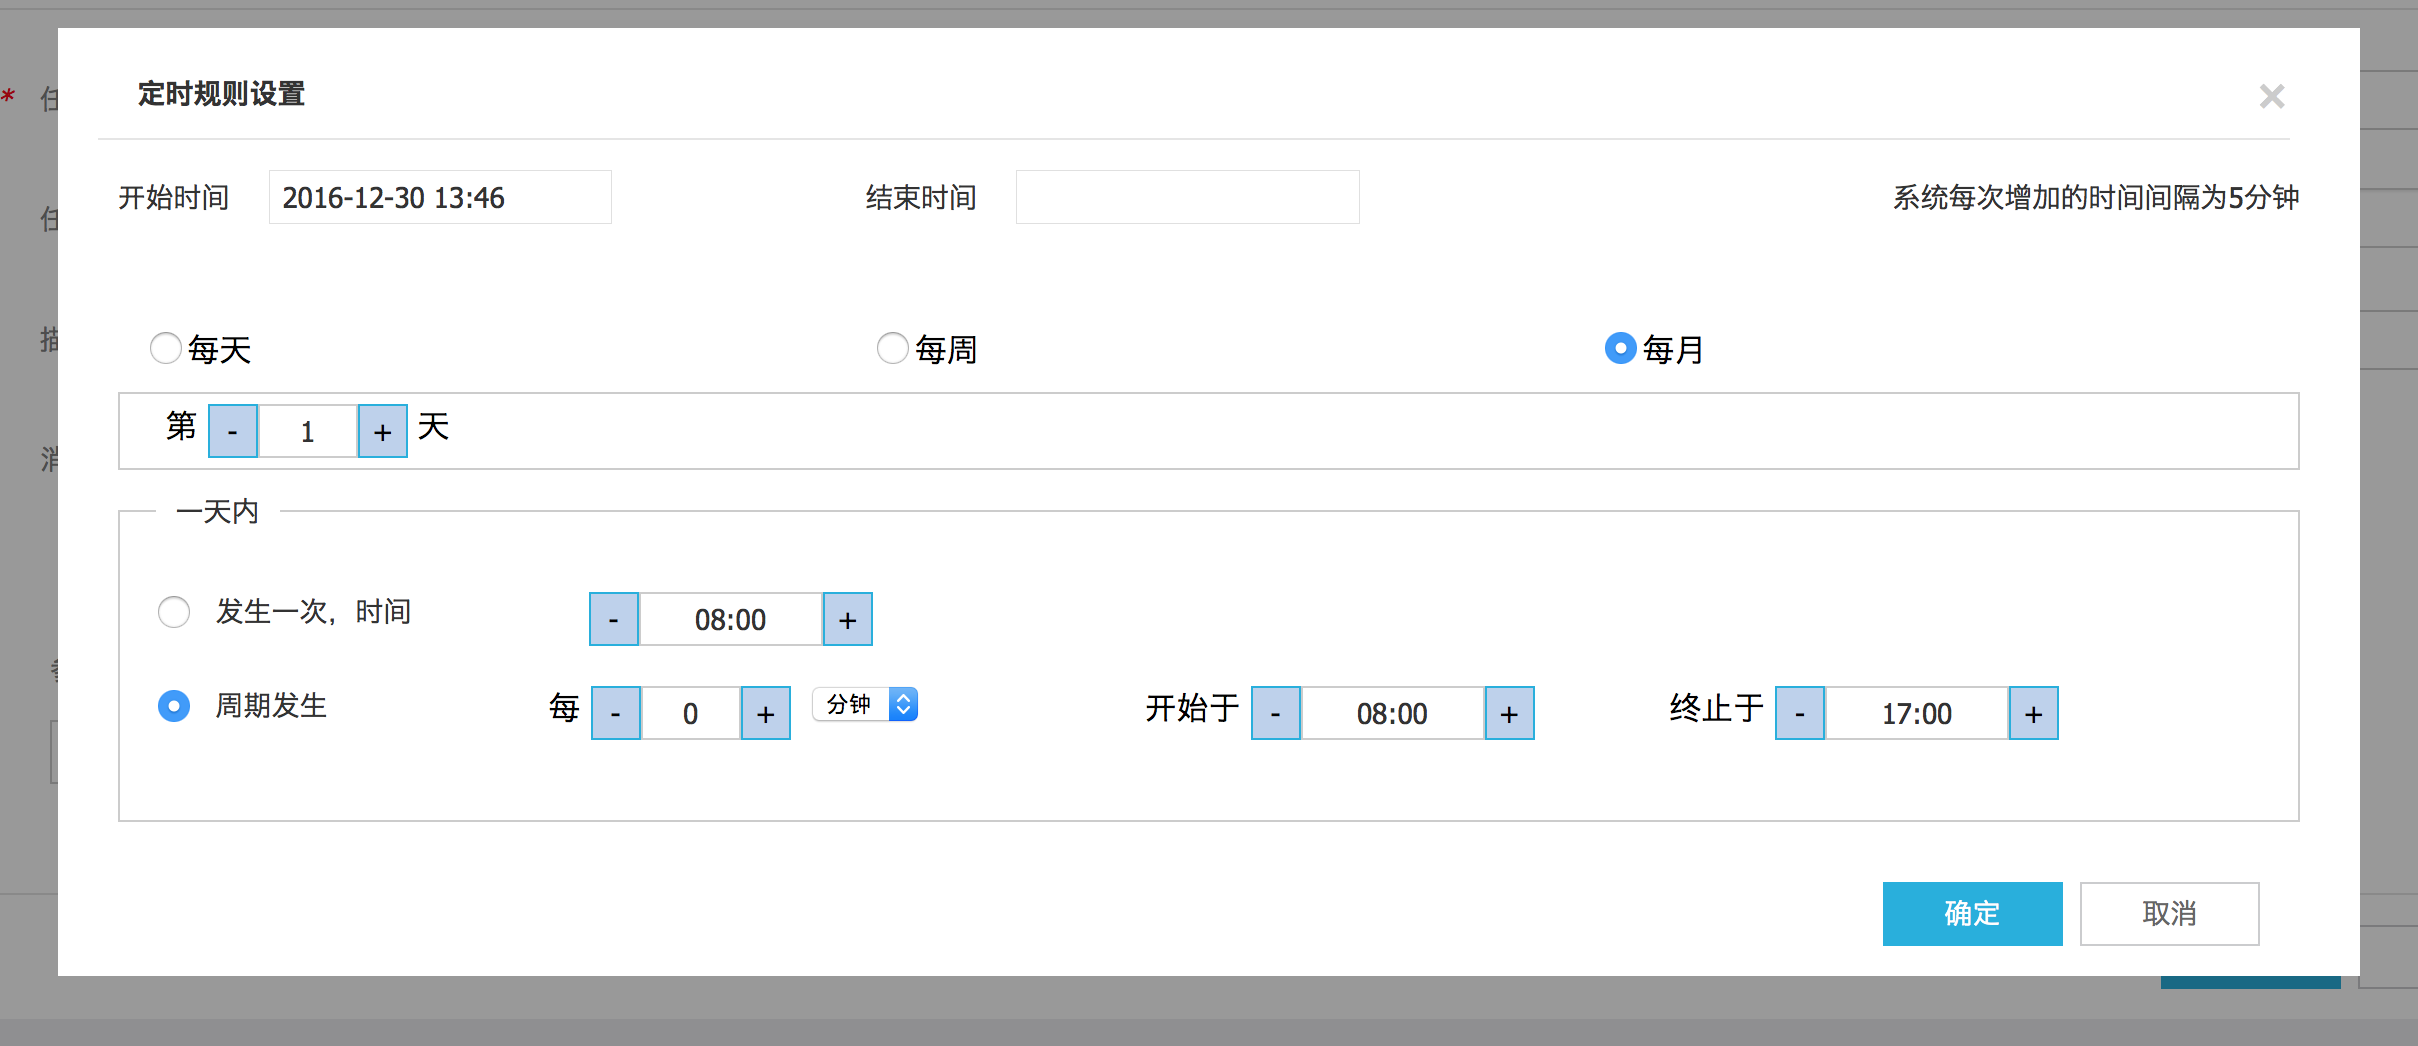 定时规则设置
开始时间 2016-12-30 13:46 结束时间 系统每次增加的时间间隔为5分钟
每天 每周 每月
第 - 1 + 天
一天内
发生一次，时间 - 08:00 +
周期发生 每 - 0 + 分钟 开始于 - 08:00 + 终止于 - 17:00 +
确定 取消